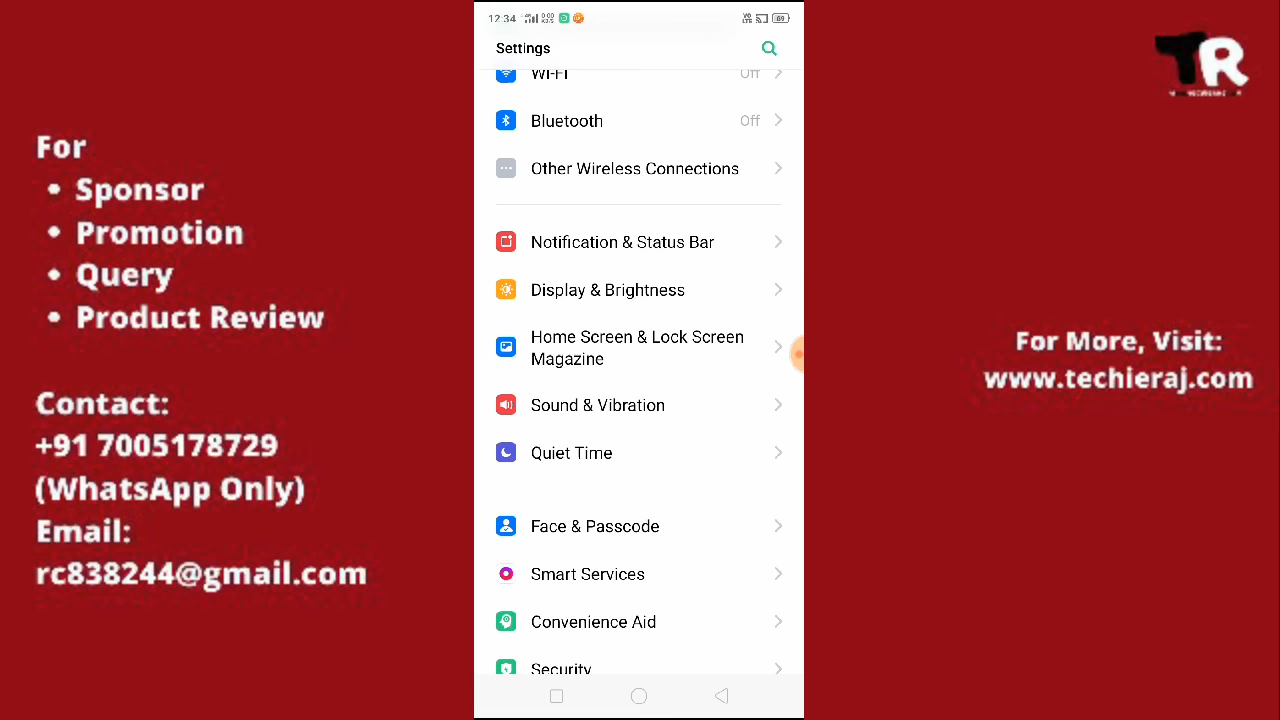 For
• Sponsor
• Promotion
• Query
• Product Review
Contact:
+91 7005178729
(WhatsApp Only)
Email:
rc838244@gmail.com
12:34
Settings
Wi-Fi Off
Bluetooth Off
Other Wireless Connections
Notification & Status Bar
Display & Brightness
Home Screen & Lock Screen
Magazine
Sound & Vibration
Quiet Time
Face & Passcode
Smart Services
Convenience Aid
Security
TR
For More, Visit:
www.techieraj.com